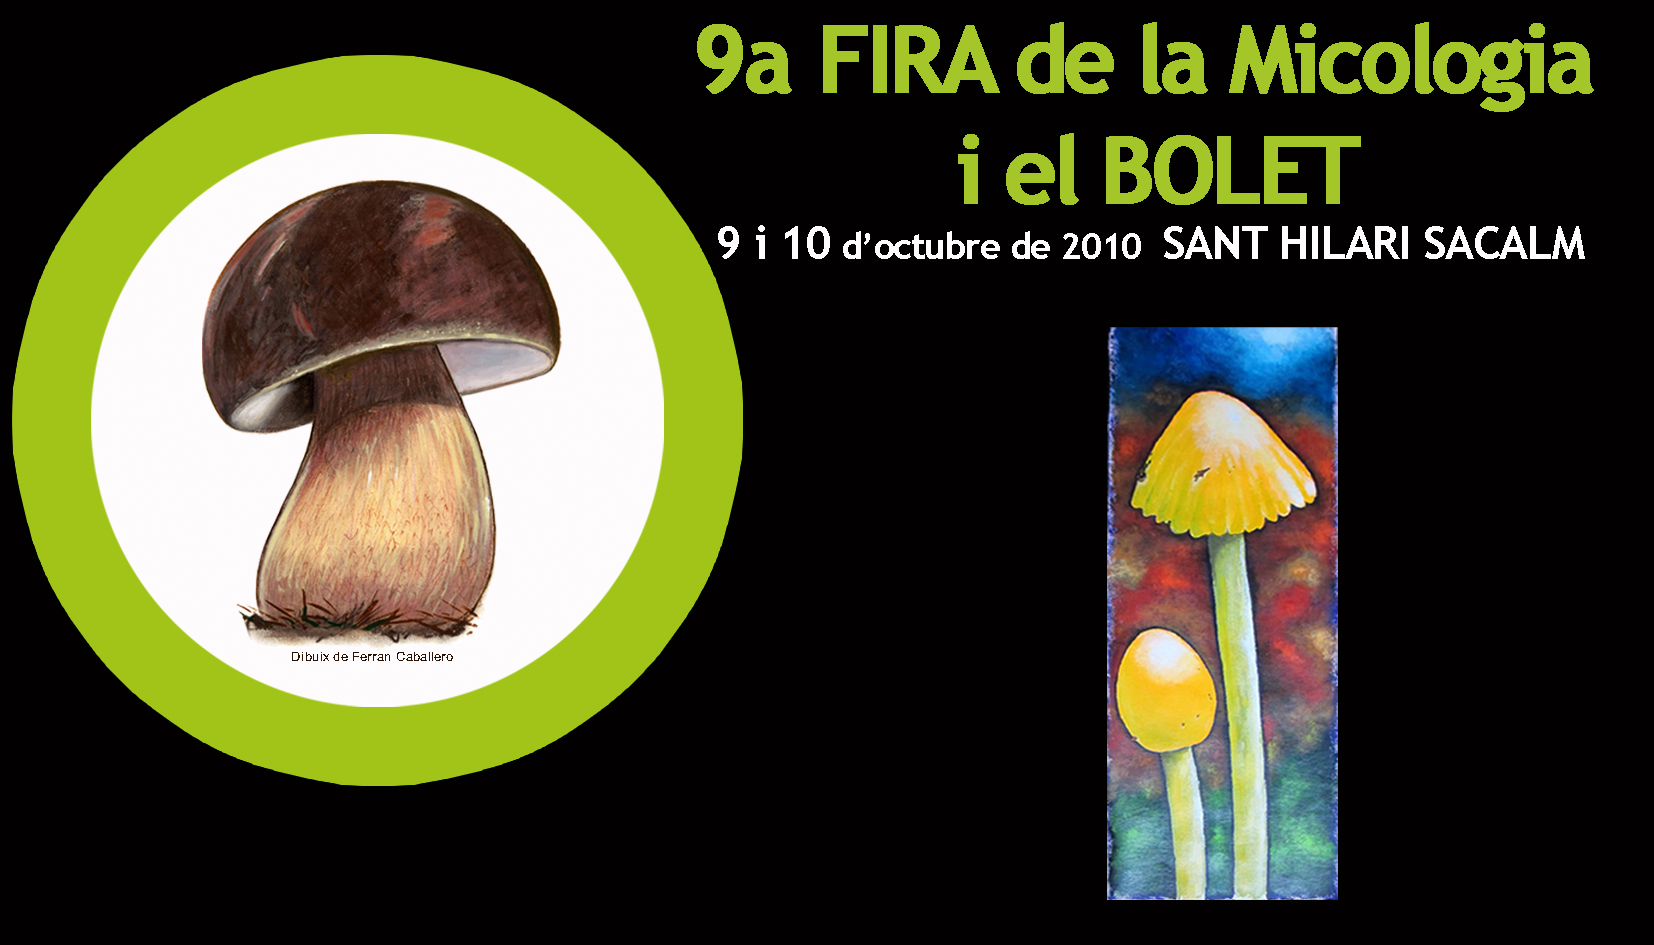 9a FIRA de la Micologia
i el BOLET
9 i 10 d’octubre de 2010 SANT HILARI SACALM
Dibuix de Ferran Caballero